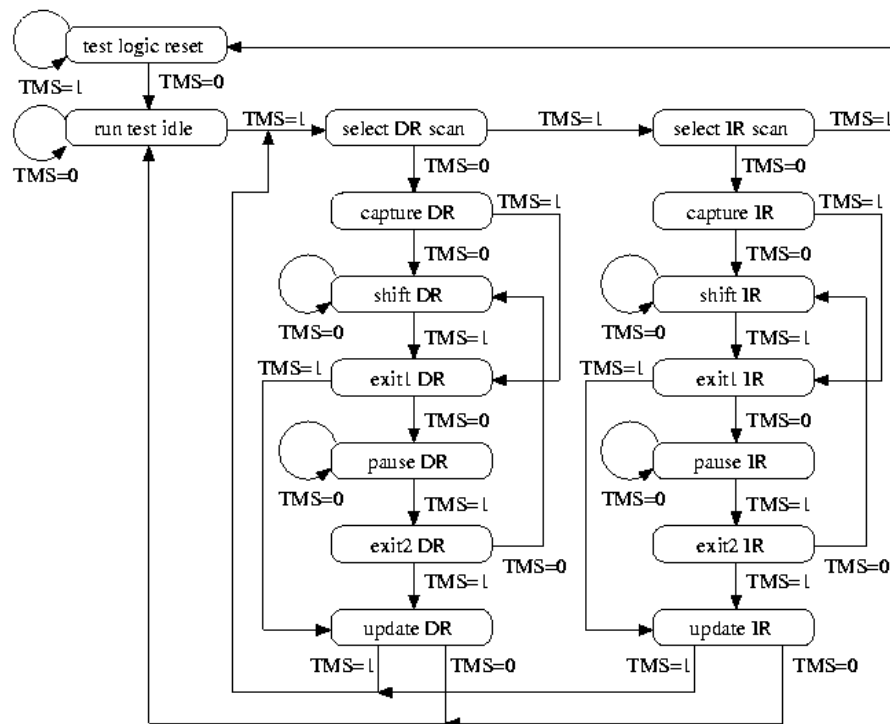 test logic reset
TMS=1
TMS=0
run test idle
TMS=1
select DR scan
TMS=1
select IR scan
TMS=1
TMS=0
TMS=0
TMS=0
capture DR
TMS=1
capture IR
TMS=1
TMS=0
TMS=0
shift DR
shift IR
TMS=0
TMS=1
TMS=0
TMS=1
TMS=1
exit1 DR
TMS=1
exit1 IR
TMS=0
TMS=0
pause DR
pause IR
TMS=0
TMS=1
TMS=0
TMS=1
exit2 DR
TMS=0
exit2 IR
TMS=0
TMS=1
TMS=1
update DR
update IR
TMS=1
TMS=0
TMS=1
TMS=0